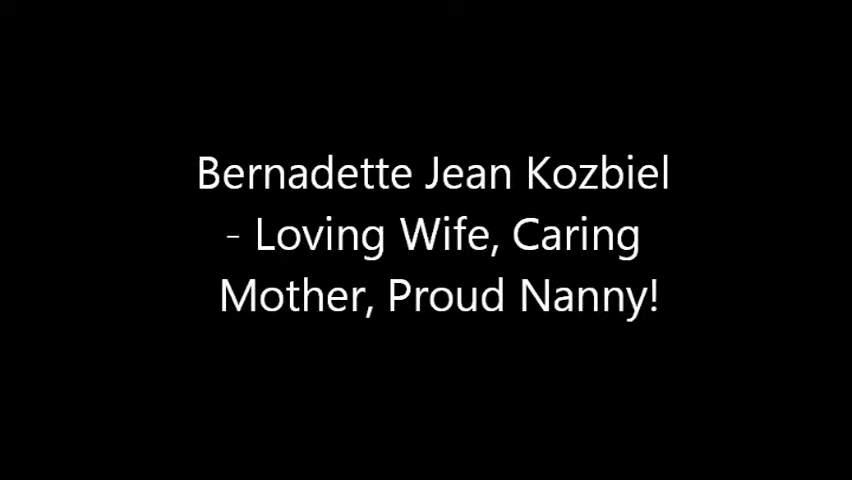 Bernadette Jean Kozbiel
- Loving Wife, Caring
Mother, Proud Nanny!